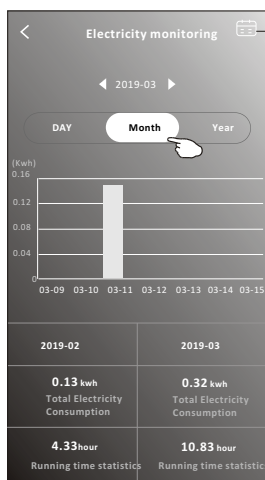 Electricity monitoring
2019-03
DAY Month Year
(Kwh)
0.16
0.12
0.08
0.04
0
03-09 03-10 03-11 03-12 03-13 03-14 03-15
2019-02 2019-03
0.13 kwh 0.32 kwh
Total Electricity Total Electricity
Consumption Consumption
4.33hour 10.83 hour
Running time statistics Running time statistic